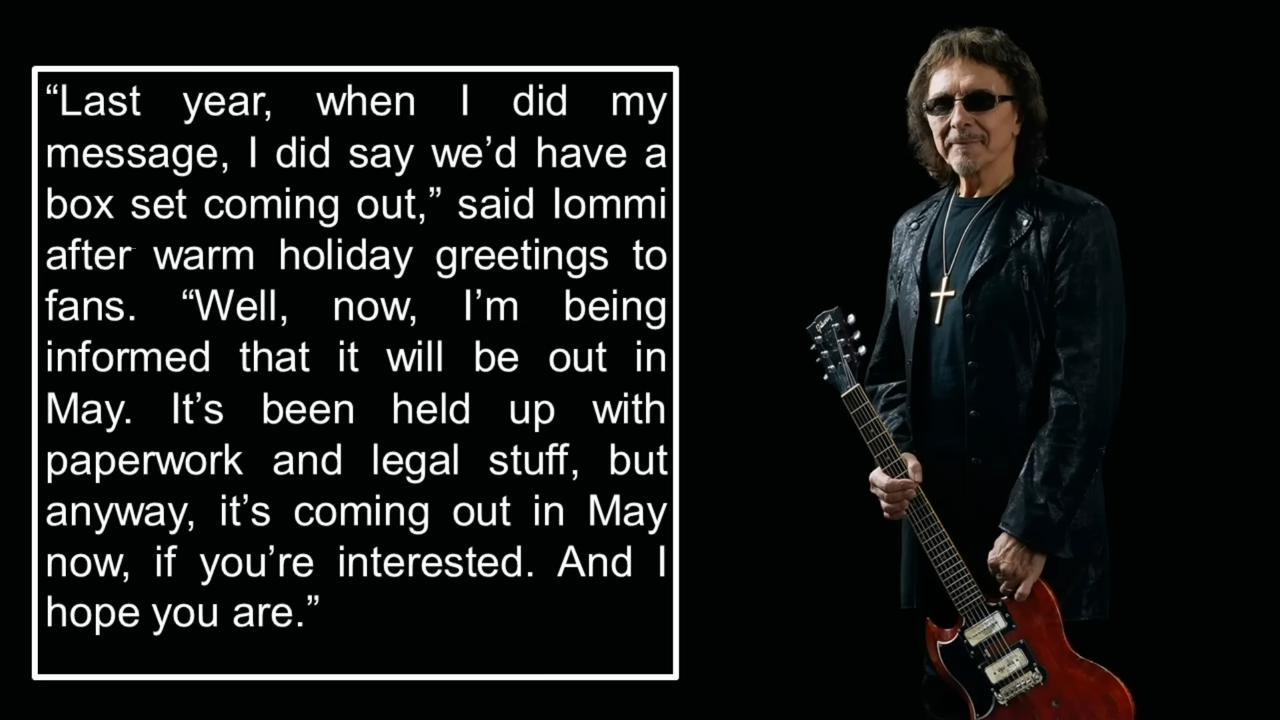 “Last year, when I did my
message, I did say we’d have a
box set coming out,” said Iommi
after warm holiday greetings to
fans. “Well, now, I’m being
informed that it will be out in
May. It’s been held up with
paperwork and legal stuff, but
anyway, it’s coming out in May
now, if you’re interested. And I
hope you are.”
Gibson